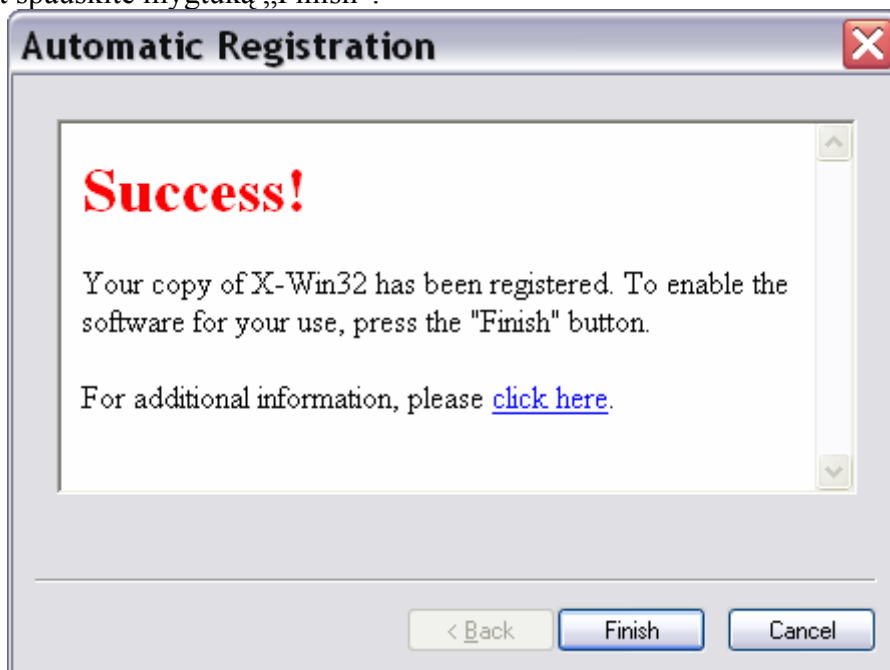 spauskite mygtuką „Finish“.
Automatic Registration
Success!
Your copy of X-Win32 has been registered. To enable the
software for your use, press the "Finish" button.
For additional information, please click here.
< Back Finish Cancel